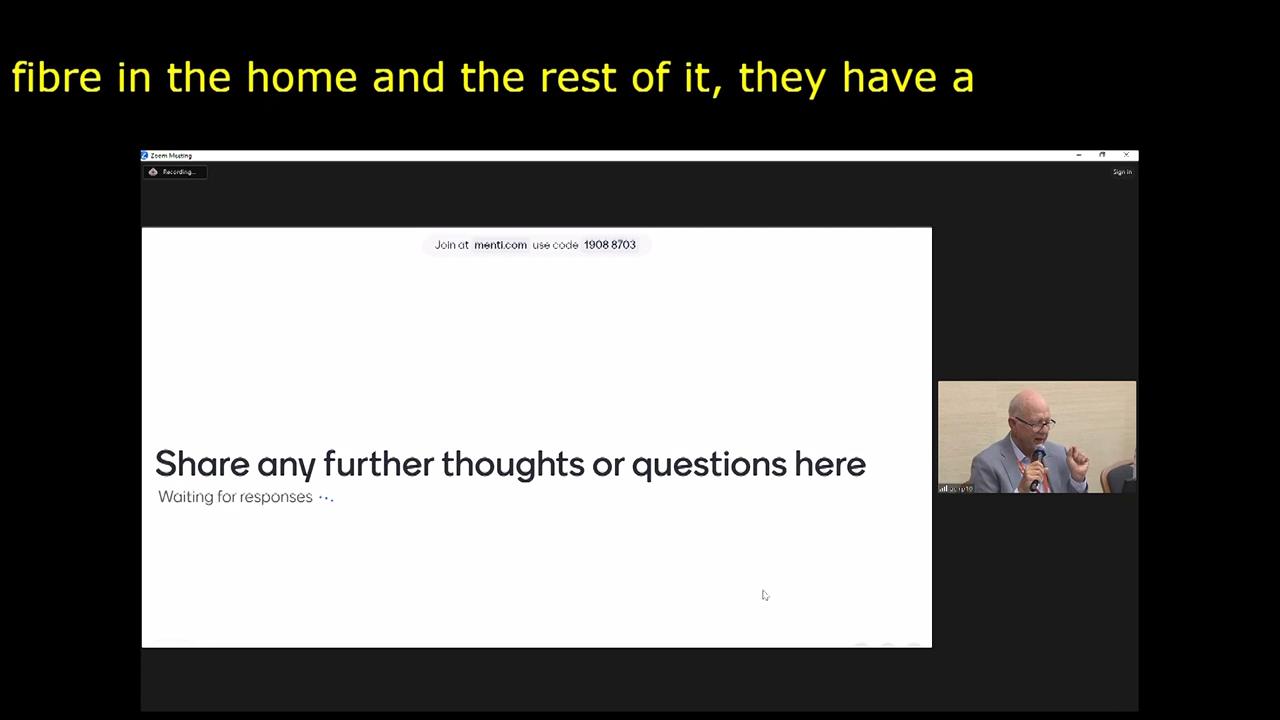 fibre in the home and the rest of it, they have a
Zoom Meeting
Recording...
Sign in
Join at menti.com use code 1908 8703
Share any further thoughts or questions here
Waiting for responses ...